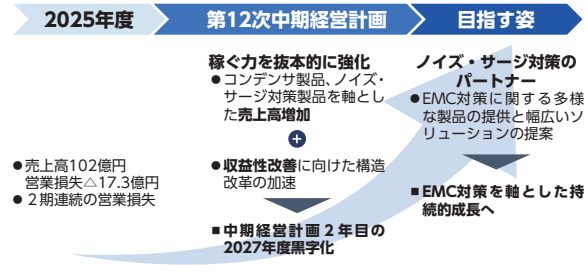 2025年度
第12次中期経営計画
目指す姿
稼ぐ力を抜本的に強化
●コンデンサ製品、ノイズ・
サージ対策製品を軸とし
た売上高増加
+
●収益性改善に向けた構造
改革の加速
■中期経営計画２年目の
2027年度黒字化
ノイズ・サージ対策の
パートナー
●EMC対策に関する多様
な製品の提供と幅広いソ
リューションの提案
■EMC対策を軸とした持
続的成長へ
●売上高102億円
営業損失△17.3億円
●２期連続の営業損失